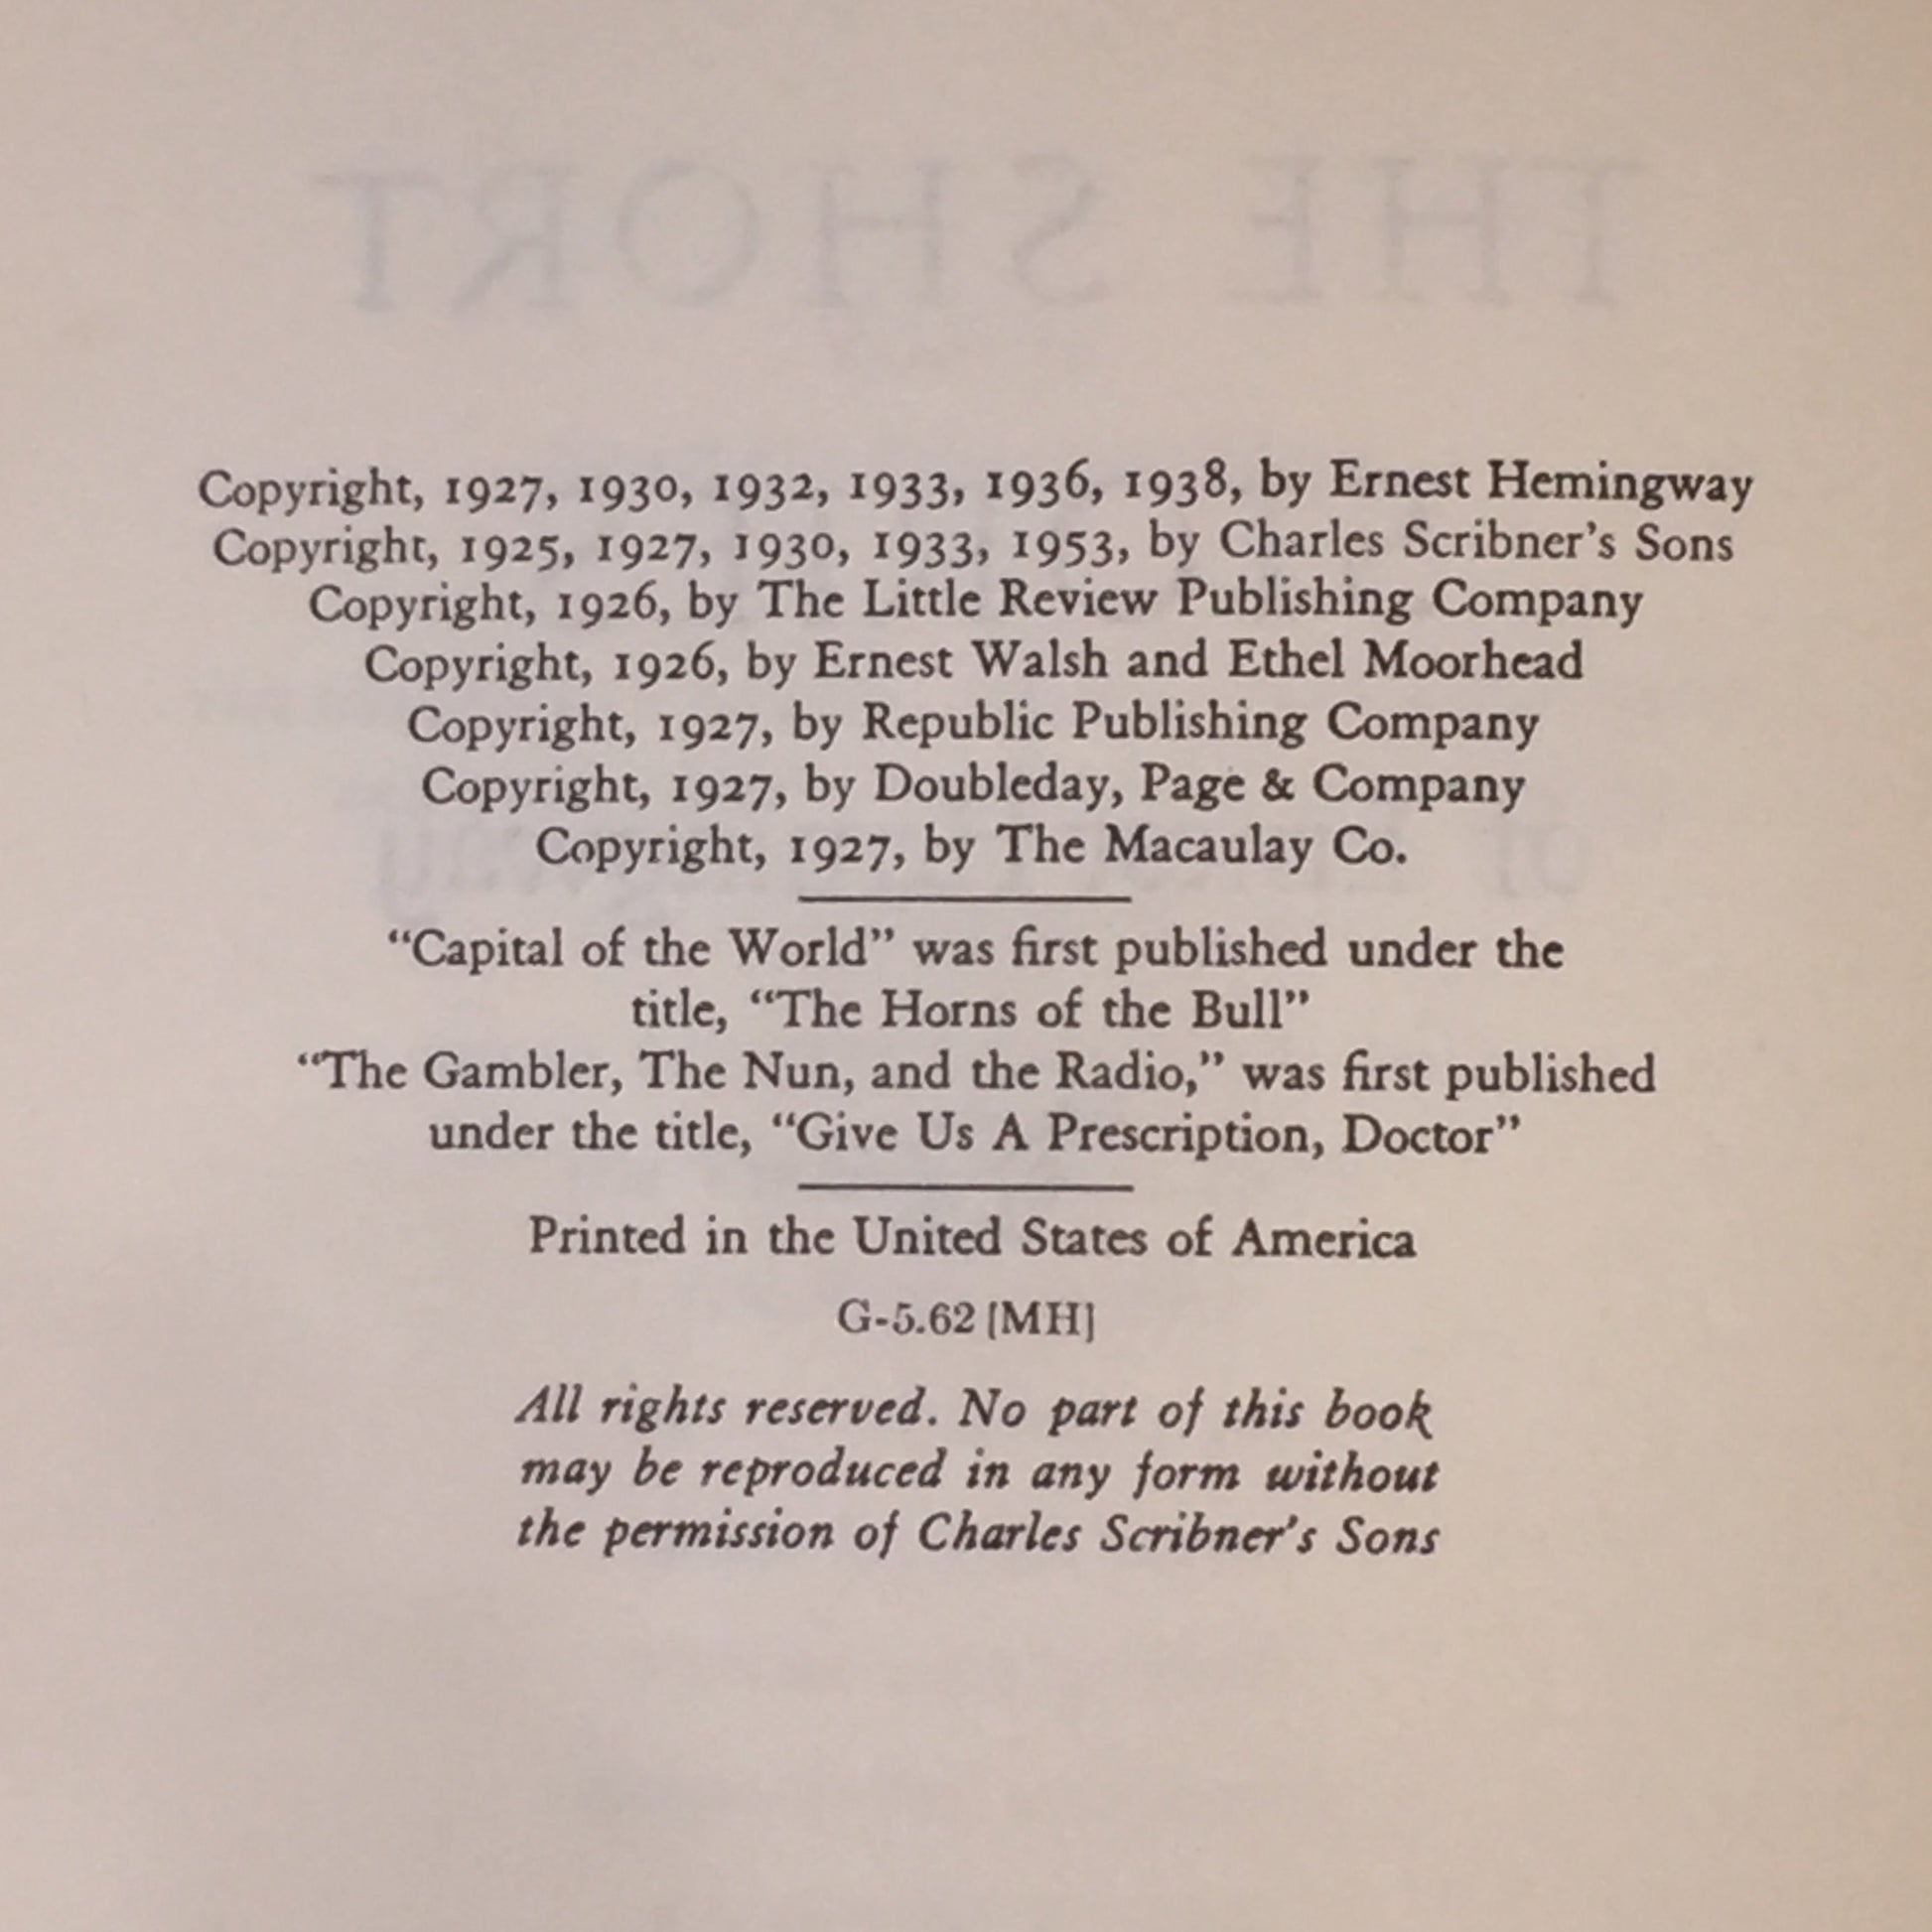 THE SHORT
Copyright, 1927, 1930, 1932, 1933, 1936, 1938, by Ernest Hemingway
Copyright, 1925, 1927, 1930, 1933, 1953, by Charles Scribner's Sons
Copyright, 1926, by The Little Review Publishing Company
Copyright, 1926, by Ernest Walsh and Ethel Moorhead
Copyright, 1927, by Republic Publishing Company
Copyright, 1927, by Doubleday, Page & Company
Copyright, 1927, by The Macaulay Co.
“Capital of the World” was first published under the
title, “The Horns of the Bull”
“The Gambler, The Nun, and the Radio,” was first published
under the title, “Give Us A Prescription, Doctor”
Printed in the United States of America
G-5.62 [MH]
All rights reserved. No part of this book
may be reproduced in any form without
the permission of Charles Scribner's Sons